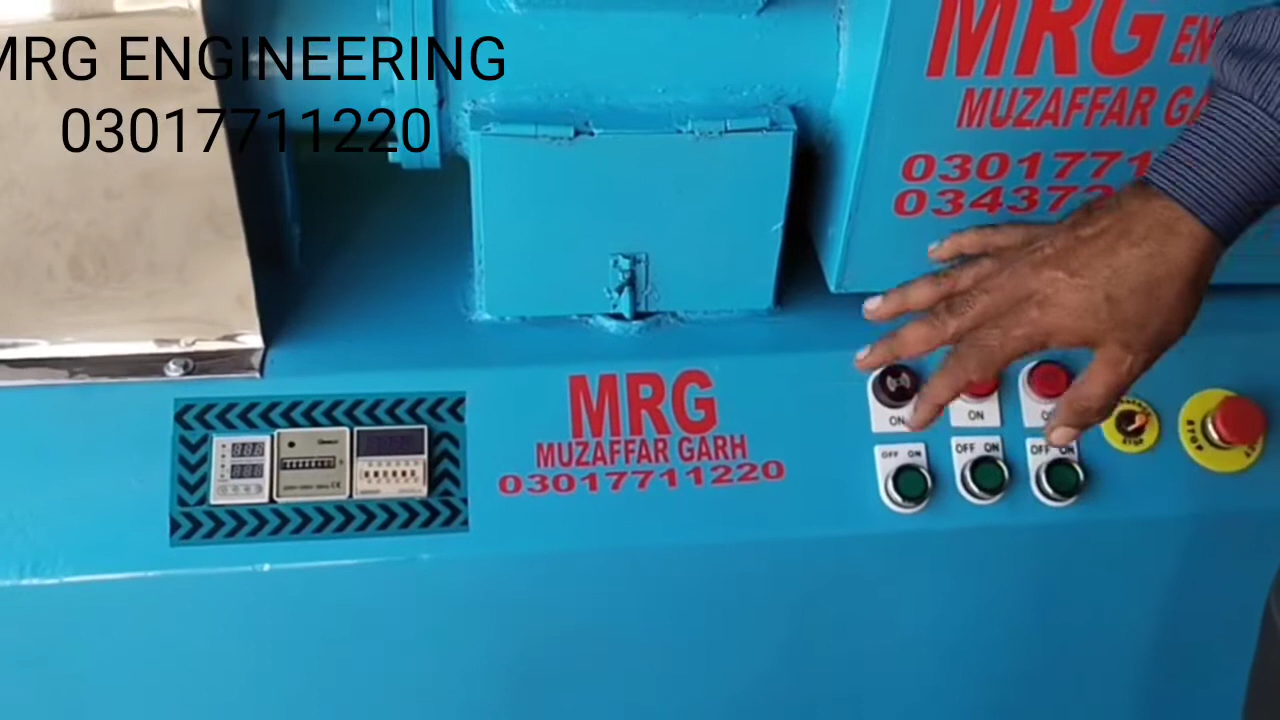 MRG ENGINEERING
03017711220
MRG EN
MUZAFFAR GA
0301771
034373
MRG
MUZAFFAR GARH
03017711220
ON
ON
OFF ON
OFF ON
OFF ON
STOP